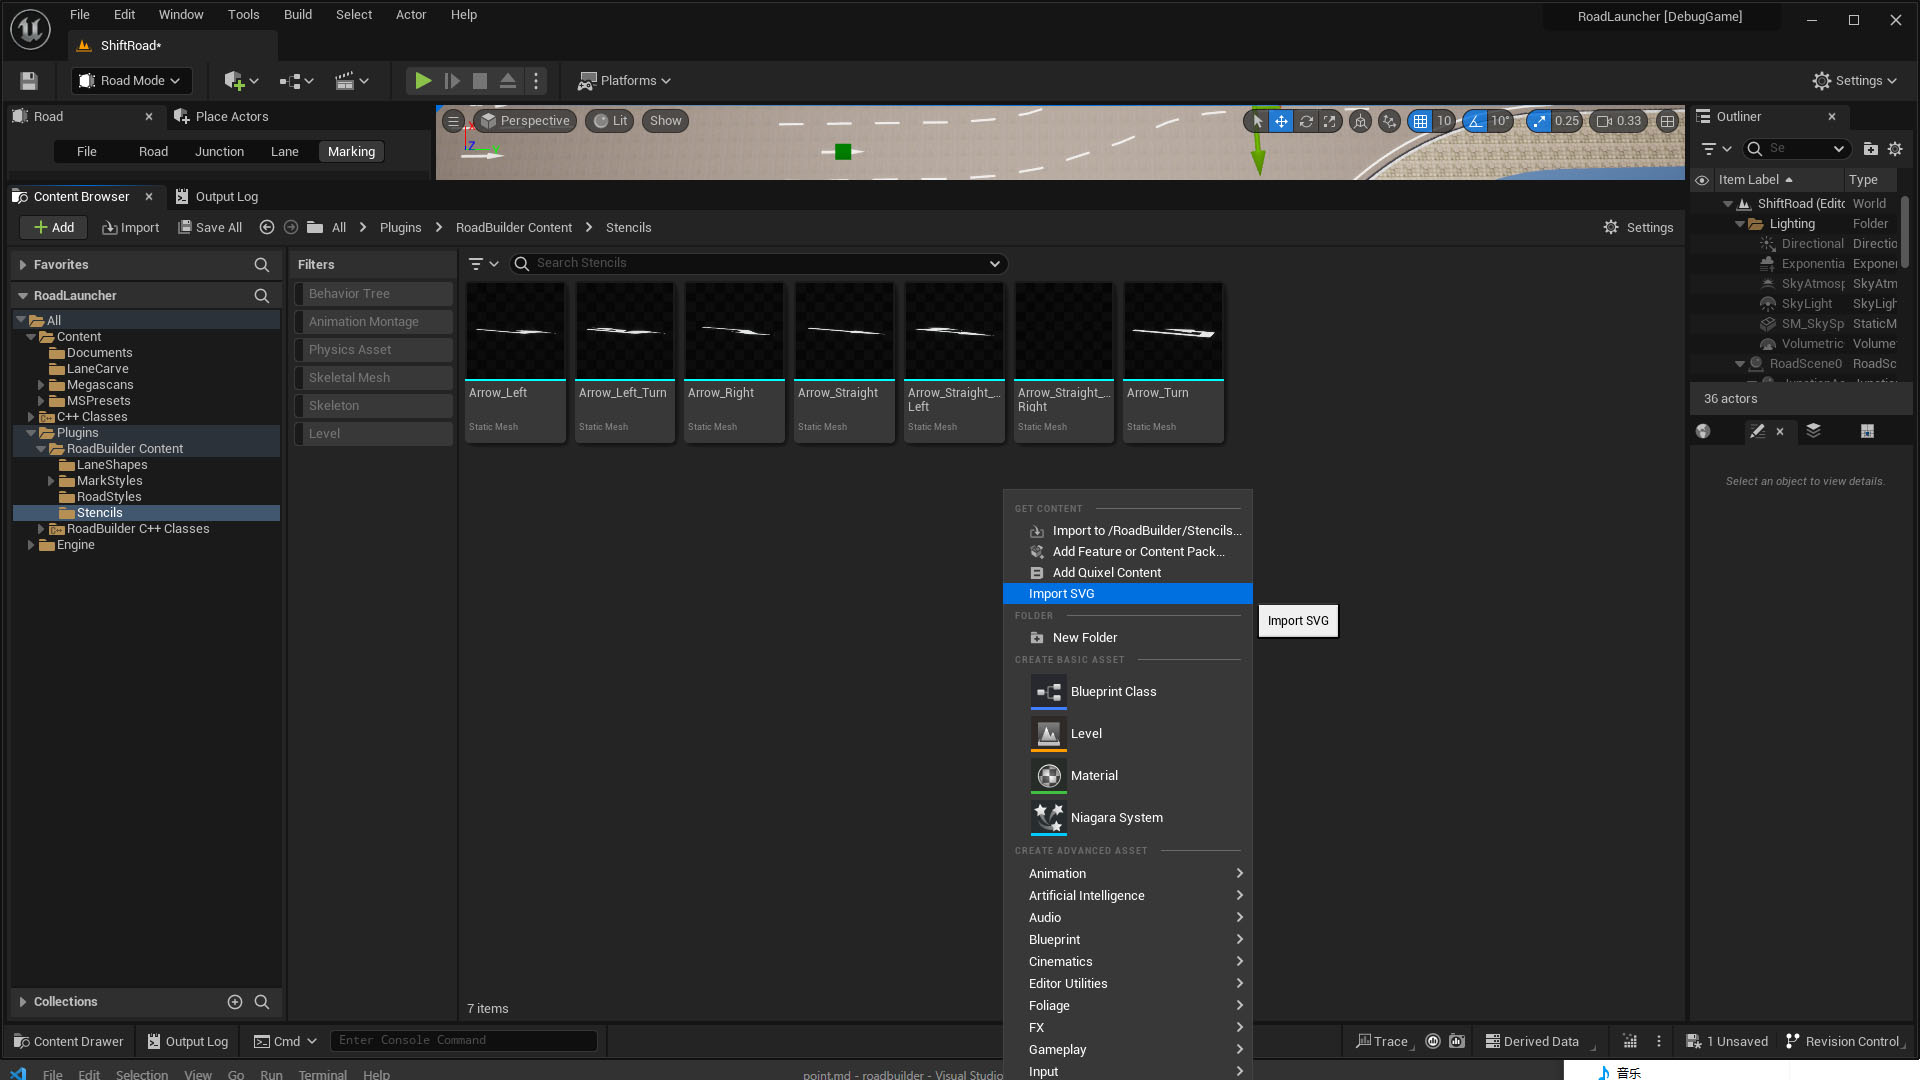 File Edit Window Tools Build Select Actor Help
RoadLauncher [DebugGame]
ShiftRoad*
Road Mode
Platforms
Settings
Road
Place Actors
File Road Junction Lane Marking
Perspective Lit Show
10 10° 0.25 0.33
X
Z
Y
Outliner
Se
Item Label Type
ShiftRoad (Edito World
Lighting Folder
Directional Directio
Exponentia Exponen
SkyAtmosp SkyAtm
SkyLight SkyLigh
SM_SkySp StaticM
Volumetric Volume
RoadScene0 RoadSc
36 actors
Select an object to view details.
Content Browser
Output Log
Add Import Save All All Plugins RoadBuilder Content Stencils
Settings
Favorites
RoadLauncher
All
Content
Documents
LaneCarve
Megascans
MSPresets
C++ Classes
Plugins
RoadBuilder Content
LaneShapes
MarkStyles
RoadStyles
Stencils
RoadBuilder C++ Classes
Engine
Collections
Filters
Behavior Tree
Animation Montage
Physics Asset
Skeletal Mesh
Skeleton
Level
Search Stencils
Arrow_Left
Static Mesh
Arrow_Left_Turn
Static Mesh
Arrow_Right
Static Mesh
Arrow_Straight
Static Mesh
Arrow_Straight_...
Left
Static Mesh
Arrow_Straight_...
Right
Static Mesh
Arrow_Turn
Static Mesh
GET CONTENT
Import to /RoadBuilder/Stencils...
Add Feature or Content Pack...
Add Quixel Content
Import SVG
Import SVG
FOLDER
New Folder
CREATE BASIC ASSET
Blueprint Class
Level
Material
Niagara System
CREATE ADVANCED ASSET
Animation
Artificial Intelligence
Audio
Blueprint
Cinematics
Editor Utilities
Foliage
FX
Gameplay
Input
7 items
Content Drawer Output Log Cmd Enter Console Command
Trace Derived Data 1 Unsaved Revision Control
File Edit Selection View Go Run Terminal Help
point.md - roadbuilder - Visual Studio
音乐